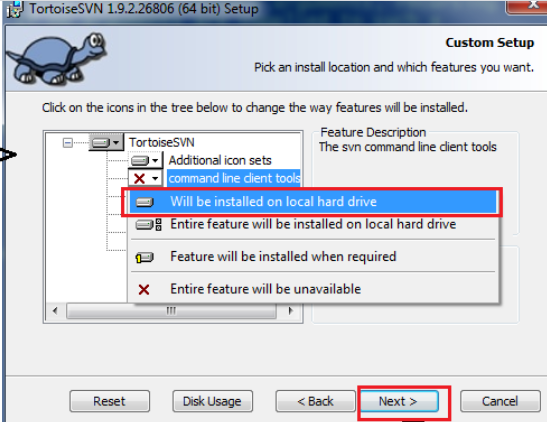 TortoiseSVN 1.9.2.26806 (64 bit) Setup
Custom Setup
Pick an install location and which features you want.
Click on the icons in the tree below to change the way features will be installed.
TortoiseSVN
Additional icon sets
command line client tools
Feature Description
The svn command line client tools
Will be installed on local hard drive
Entire feature will be installed on local hard drive
Feature will be installed when required
Entire feature will be unavailable
Reset
Disk Usage
< Back
Next >
Cancel